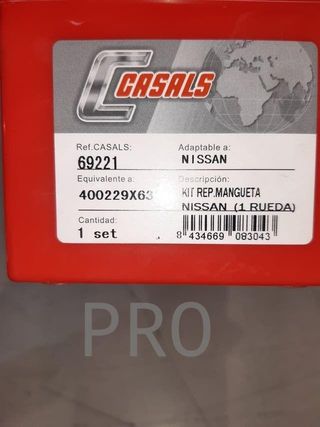 CASALS
Ref.CASALS: Adaptable a:
69221 NISSAN
Equivalente a: Descripción:
400229X63 KIT REP.MANGUETA
NISSAN (1 RUEDA)
Cantidad:
1 set
8 434669 083043
PRO